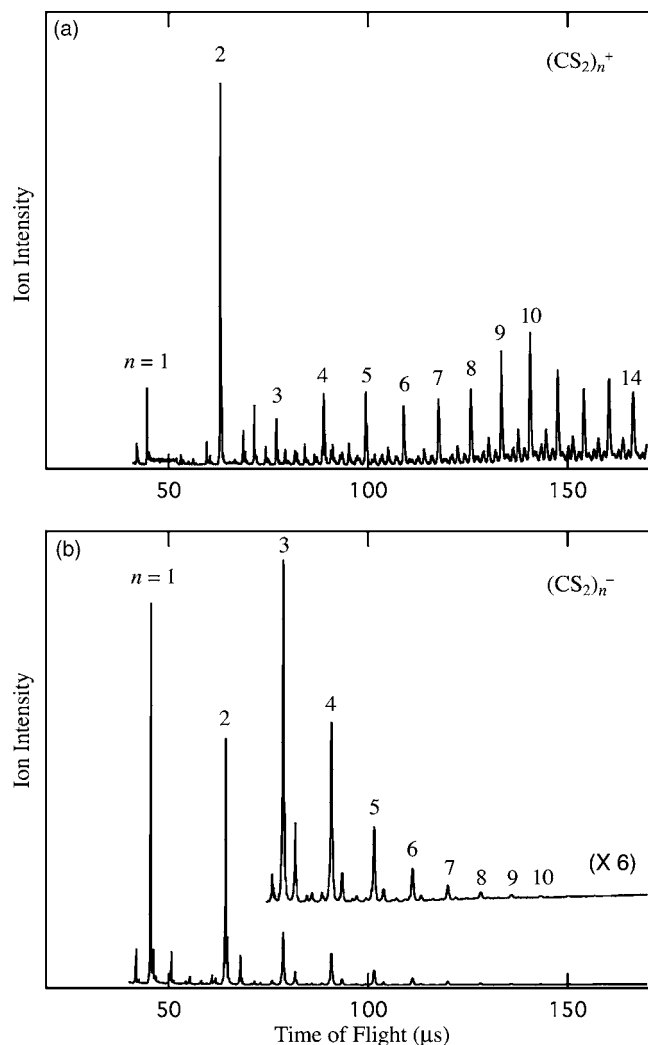 (a)
(CS₂)ₙ⁺
2
n = 1
3
4
5
6
7
8
9
10
14
Ion Intensity
50
100
150
(b)
(CS₂)ₙ⁻
n = 1
2
3
4
5
6
7
8
9
10
(X 6)
Ion Intensity
50
100
150
Time of Flight (μs)